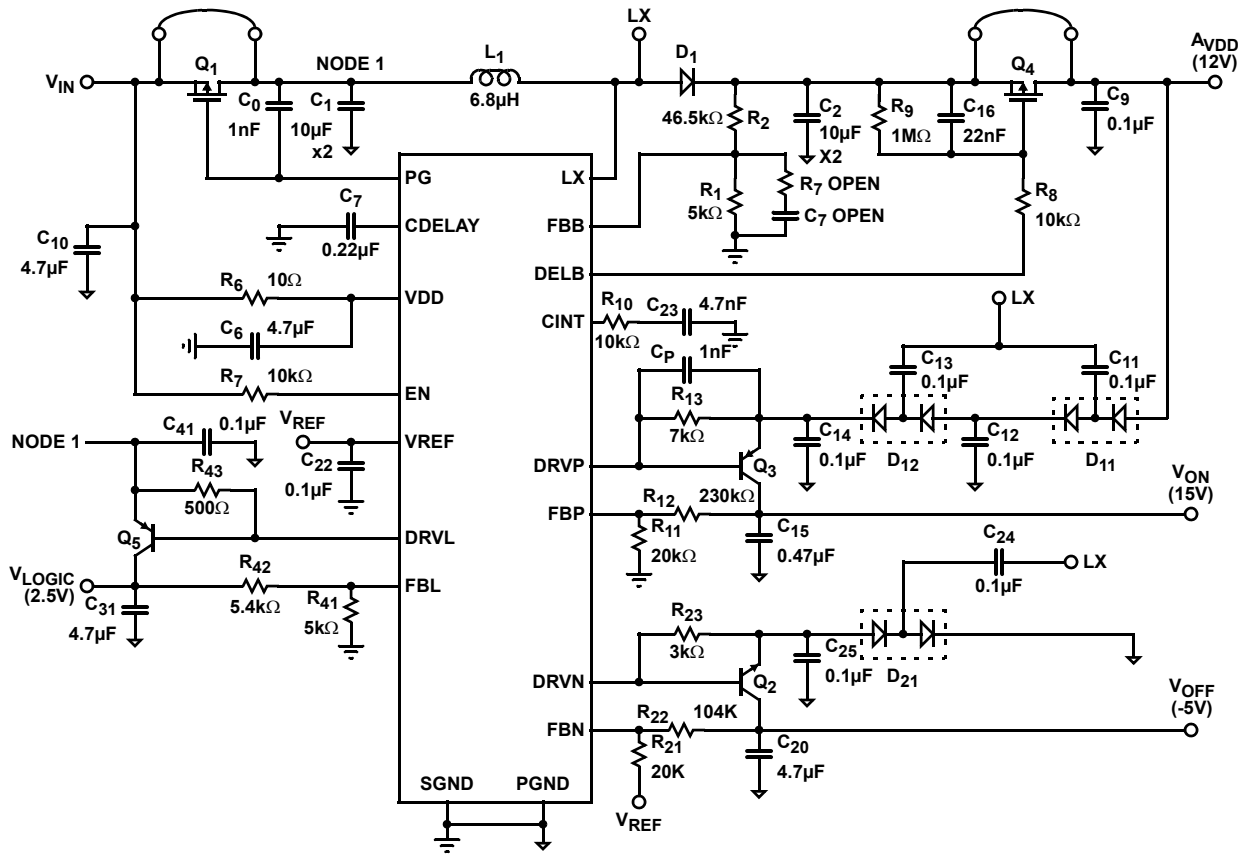 LX
AVDD
(12V)
VIN
Q1
NODE 1
L1
6.8µH
D1
Q4
C0
1nF
C1
10µF
x2
46.5kΩ
R2
C2
10µF
X2
R9
1MΩ
C16
22nF
C9
0.1µF
PG
LX
R1
5kΩ
R7 OPEN
C7 OPEN
R8
10kΩ
C7
0.22µF
CDELAY
FBB
C10
4.7µF
DELB
R6
10Ω
VDD
C6
4.7µF
CINT
R10
10kΩ
C23
4.7nF
LX
R7
10kΩ
EN
CP
1nF
C13
0.1µF
C11
0.1µF
R13
7kΩ
NODE 1
C41
0.1µF
VREF
VREF
C22
0.1µF
R43
500Ω
C14
0.1µF
D12
C12
0.1µF
D11
DRVP
Q3
VON
(15V)
R12
230kΩ
FBP
R11
20kΩ
C15
0.47µF
Q5
DRVL
C24
0.1µF
LX
VLOGIC
(2.5V)
R42
5.4kΩ
FBL
R41
5kΩ
C31
4.7µF
R23
3kΩ
C25
0.1µF
D21
DRVN
Q2
VOFF
(-5V)
R22
104K
FBN
R21
20K
C20
4.7µF
SGND
PGND
VREF